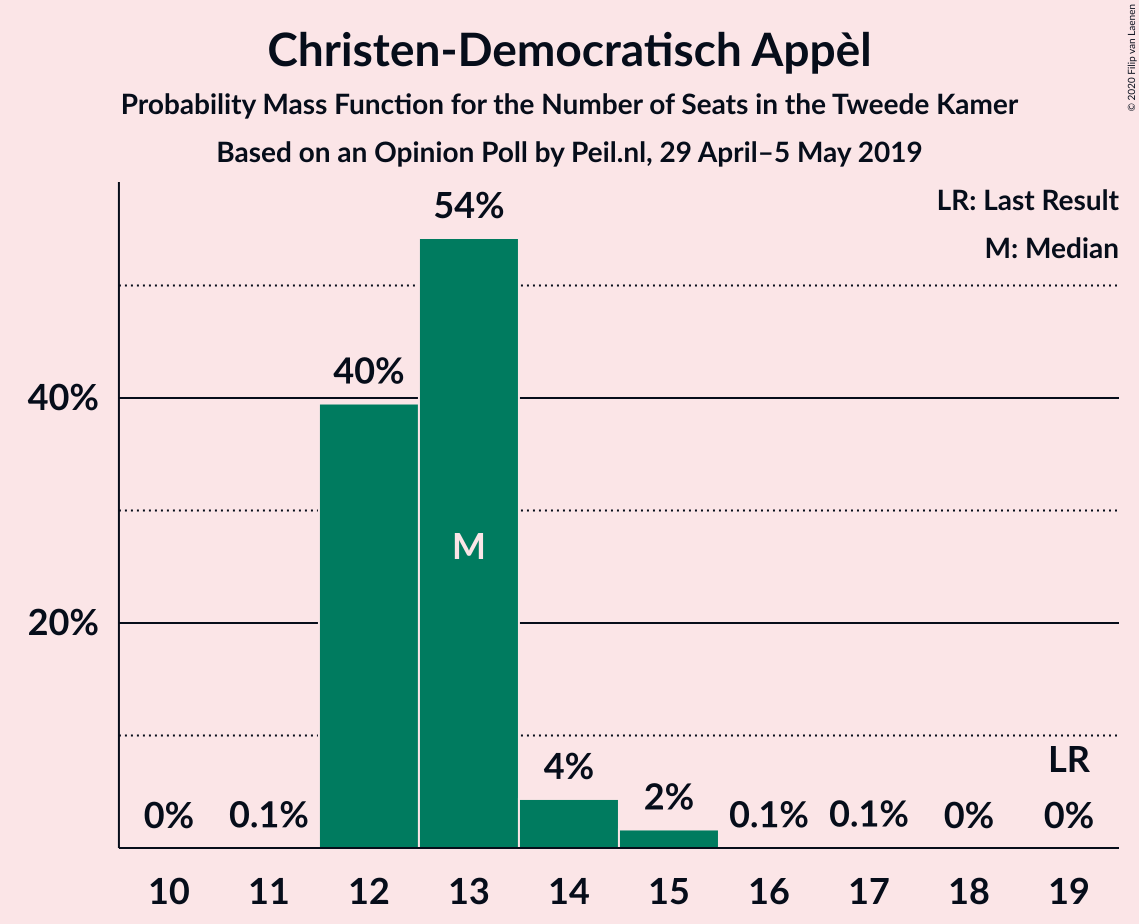 Christen-Democratisch Appèl
Probability Mass Function for the Number of Seats in the Tweede Kamer
Based on an Opinion Poll by Peil.nl, 29 April–5 May 2019
© 2020 Filip van Laenen
LR: Last Result
M: Median
54%
40%
40%
M
20%
4%
2%
LR
0%
0.1%
0.1%
0.1%
0%
0%
10
11
12
13
14
15
16
17
18
19